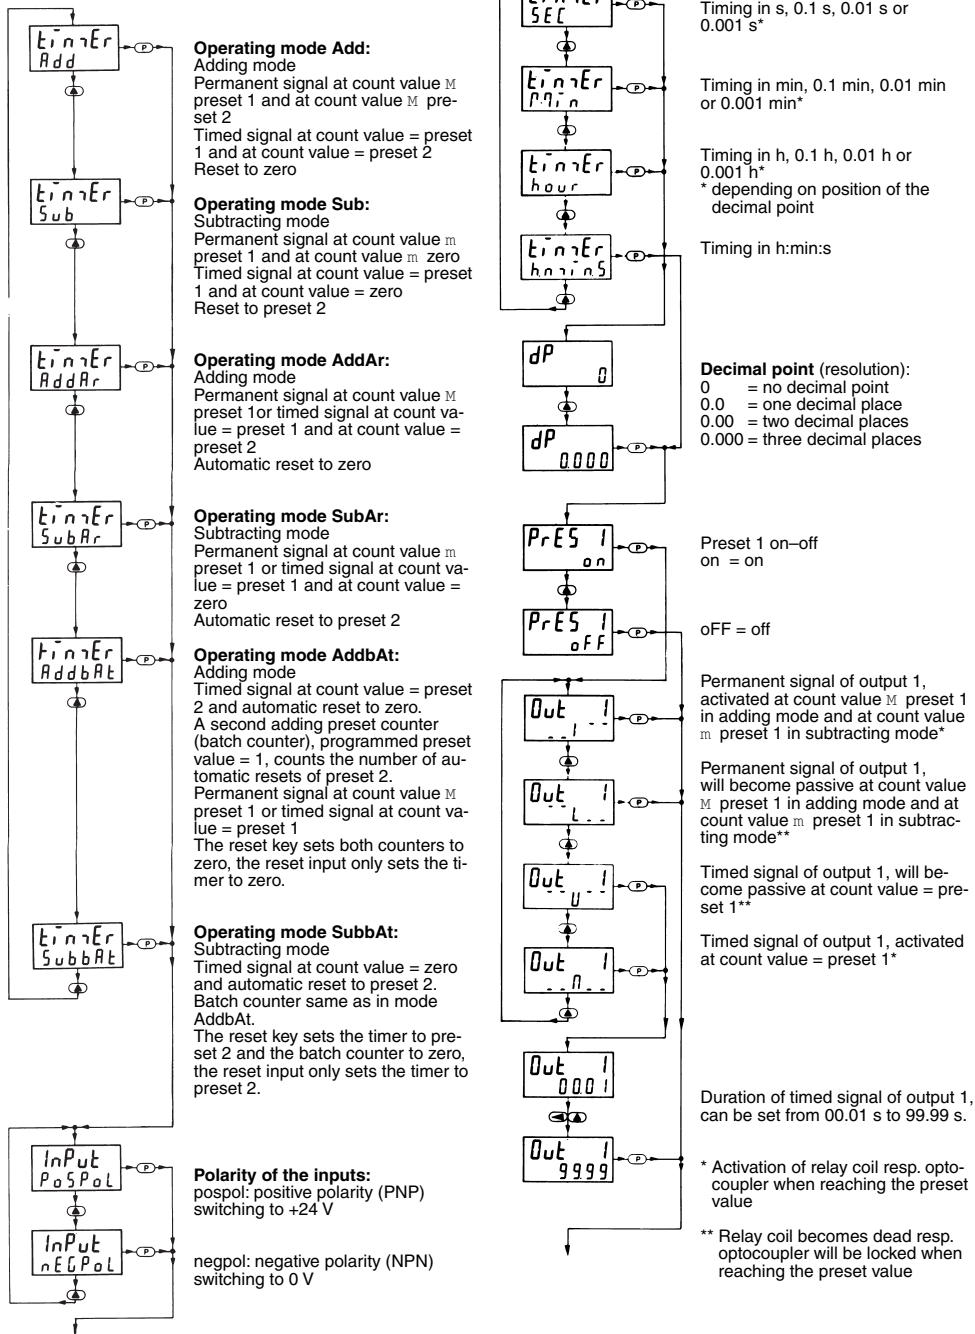 timEr
Add
P
Operating mode Add:
Adding mode
Permanent signal at count value M
preset 1 and at count value M pre-
set 2
Timed signal at count value = preset
1 and at count value = preset 2
Reset to zero
timEr
Sub
P
Operating mode Sub:
Subtracting mode
Permanent signal at count value m
preset 1 and at count value m zero
Timed signal at count value = preset
1 and at count value = zero
Reset to preset 2
timEr
AddAr
P
Operating mode AddAr:
Adding mode
Permanent signal at count value M
preset 1or timed signal at count va-
lue = preset 1 and at count value =
preset 2
Automatic reset to zero
timEr
SubAr
P
Operating mode SubAr:
Subtracting mode
Permanent signal at count value m
preset 1 or timed signal at count va-
lue = preset 1 and at count value =
zero
Automatic reset to preset 2
timEr
AddbAt
P
Operating mode AddbAt:
Adding mode
Timed signal at count value = preset
2 and automatic reset to zero.
A second adding preset counter
(batch counter), programmed preset
value = 1, counts the number of au-
tomatic resets of preset 2.
Permanent signal at count value M
preset 1 or timed signal at count va-
lue = preset 1
The reset key sets both counters to
zero, the reset input only sets the ti-
mer to zero.
timEr
SubbAt
P
Operating mode SubbAt:
Subtracting mode
Timed signal at count value = zero
and automatic reset to preset 2.
Batch counter same as in mode
AddbAt.
The reset key sets the timer to pre-
set 2 and the batch counter to zero,
the reset input only sets the timer to
preset 2.
InPut
PoSPoL
P
Polarity of the inputs:
pospol: positive polarity (PNP)
switching to +24 V
InPut
nEGPoL
P
negpol: negative polarity (NPN)
switching to 0 V
SEC
P
Timing in s, 0.1 s, 0.01 s or
0.001 s*
timEr
P
Timing in min, 0.1 min, 0.01 min
or 0.001 min*
timEr
hour
P
Timing in h, 0.1 h, 0.01 h or
0.001 h*
* depending on position of the
decimal point
timEr
h.min.S
P
Timing in h:min:s
dP
0
Decimal point (resolution):
0 = no decimal point
0.0 = one decimal place
0.00 = two decimal places
0.000 = three decimal places
dP
0.000
P
PrES 1
on
P
Preset 1 on–off
on = on
PrES 1
oFF
P
oFF = off
Out 1
P
Permanent signal of output 1,
activated at count value M preset 1
in adding mode and at count value
m preset 1 in subtracting mode*
Out 1
P
Permanent signal of output 1,
will become passive at count value
M preset 1 in adding mode and at
count value m preset 1 in subtrac-
ting mode**
Out 1
P
Timed signal of output 1, will be-
come passive at count value = pre-
set 1**
Out 1
P
Timed signal of output 1, activated
at count value = preset 1*
Out 1
00.01
Duration of timed signal of output 1,
can be set from 00.01 s to 99.99 s.
Out 1
99.99
P
* Activation of relay coil resp. opto-
coupler when reaching the preset
value
** Relay coil becomes dead resp.
optocoupler will be locked when
reaching the preset value